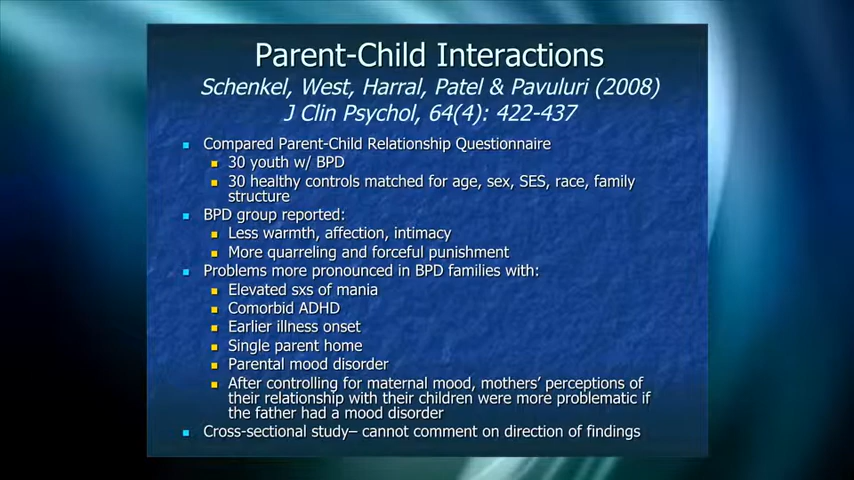 Parent-Child Interactions
Schenkel, West, Harral, Patel & Pavuluri (2008)
J Clin Psychol, 64(4): 422-437
Compared Parent-Child Relationship Questionnaire
30 youth w/ BPD
30 healthy controls matched for age, sex, SES, race, family
structure
BPD group reported:
Less warmth, affection, intimacy
More quarreling and forceful punishment
Problems more pronounced in BPD families with:
Elevated sxs of mania
Comorbid ADHD
Earlier illness onset
Single parent home
Parental mood disorder
After controlling for maternal mood, mothers' perceptions of
their relationship with their children were more problematic if
the father had a mood disorder
Cross-sectional study– cannot comment on direction of findings